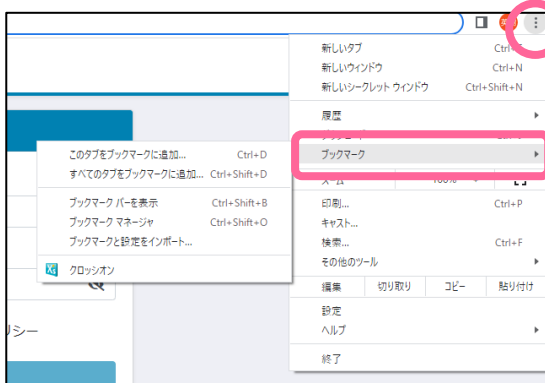 新しいタブ
新しいウィンドウ Ctrl+N
新しいシークレット ウィンドウ Ctrl+Shift+N
履歴
ブックマーク
印刷... Ctrl+P
キャスト...
検索... Ctrl+F
その他のツール
編集 切り取り コピー 貼り付け
設定
ヘルプ
終了
このタブをブックマークに追加... Ctrl+D
すべてのタブをブックマークに追加... Ctrl+Shift+D
ブックマーク バーを表示 Ctrl+Shift+B
ブックマーク マネージャ Ctrl+Shift+O
ブックマークと設定をインポート...
クロッシオン
シー